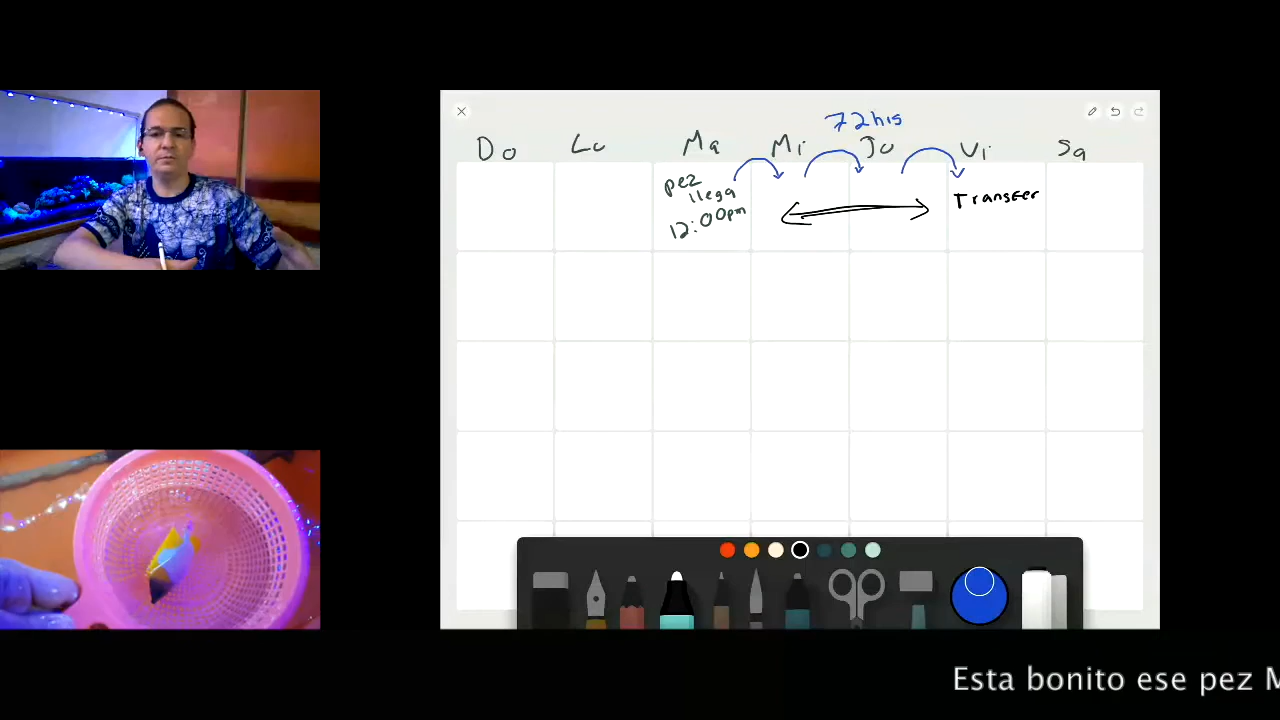 72hrs
Do Lu Ma Mi Ju Vi Sa
pez
llega
12:00pm
Transfer
Esta bonito ese pez M